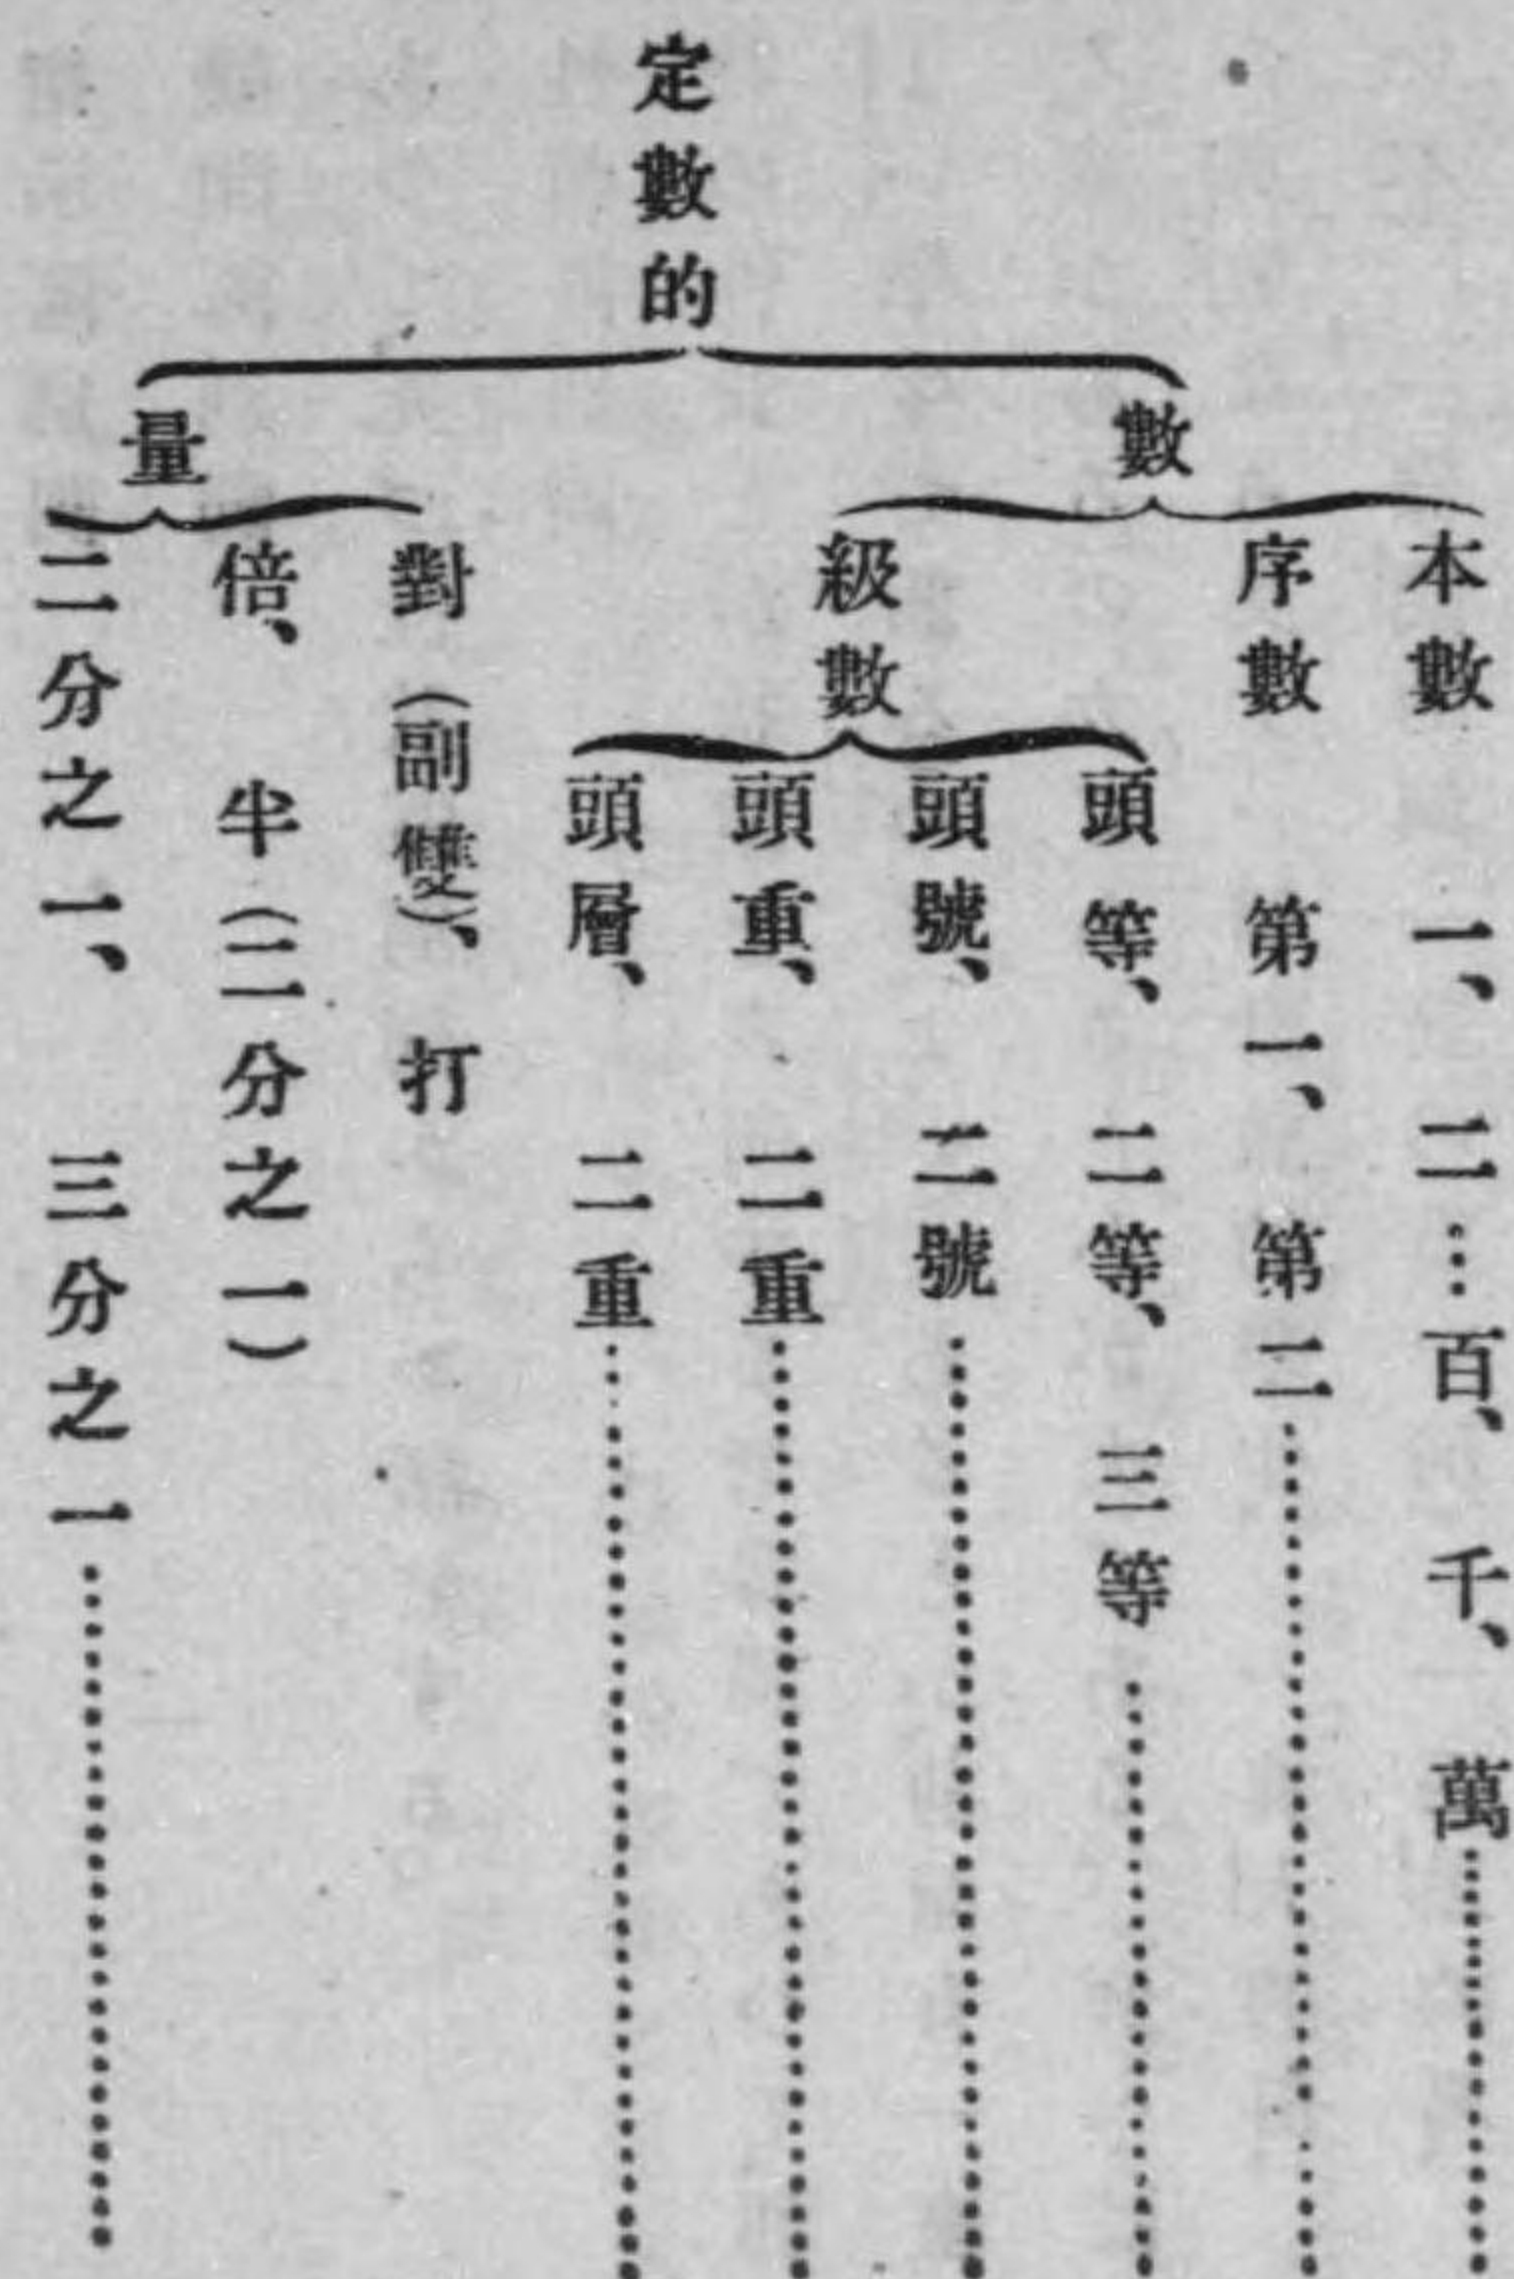 定數的
數
本數 一、二…百、千、萬……
序數 第一、第二……
級數
頭等、二等、三等……
頭號、二號……
頭重、二重……
頭層、二重……
量
對(副雙)、打
倍、半(二分之一)
二分之一、三分之一……